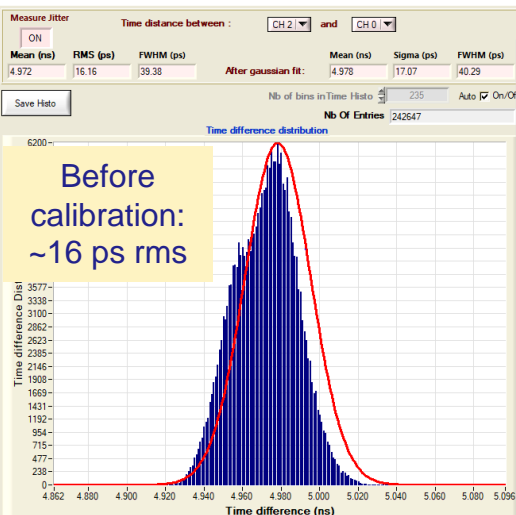 Measure Jitter
Time distance between : CH 2 and CH 0
ON
Mean (ns) RMS (ps) FWHM (ps) Mean (ns) Sigma (ps) FWHM (ps)
4.972 16.16 39.38 After gaussian fit: 4.978 17.07 40.29
Nb of bins in Time Histo 235 Auto On/Of
Save Histo
Nb Of Entries 242647
Time difference distribution
6200
Before
calibration:
~16 ps rms
3577
3338
3100
2862
2623
2385
2146
1908
1669
1431
1192
954
715
477
238
0
Time difference Dis
4.862 4.880 4.900 4.920 4.940 4.960 4.980 5.000 5.020 5.040 5.060 5.080 5.096
Time difference (ns)